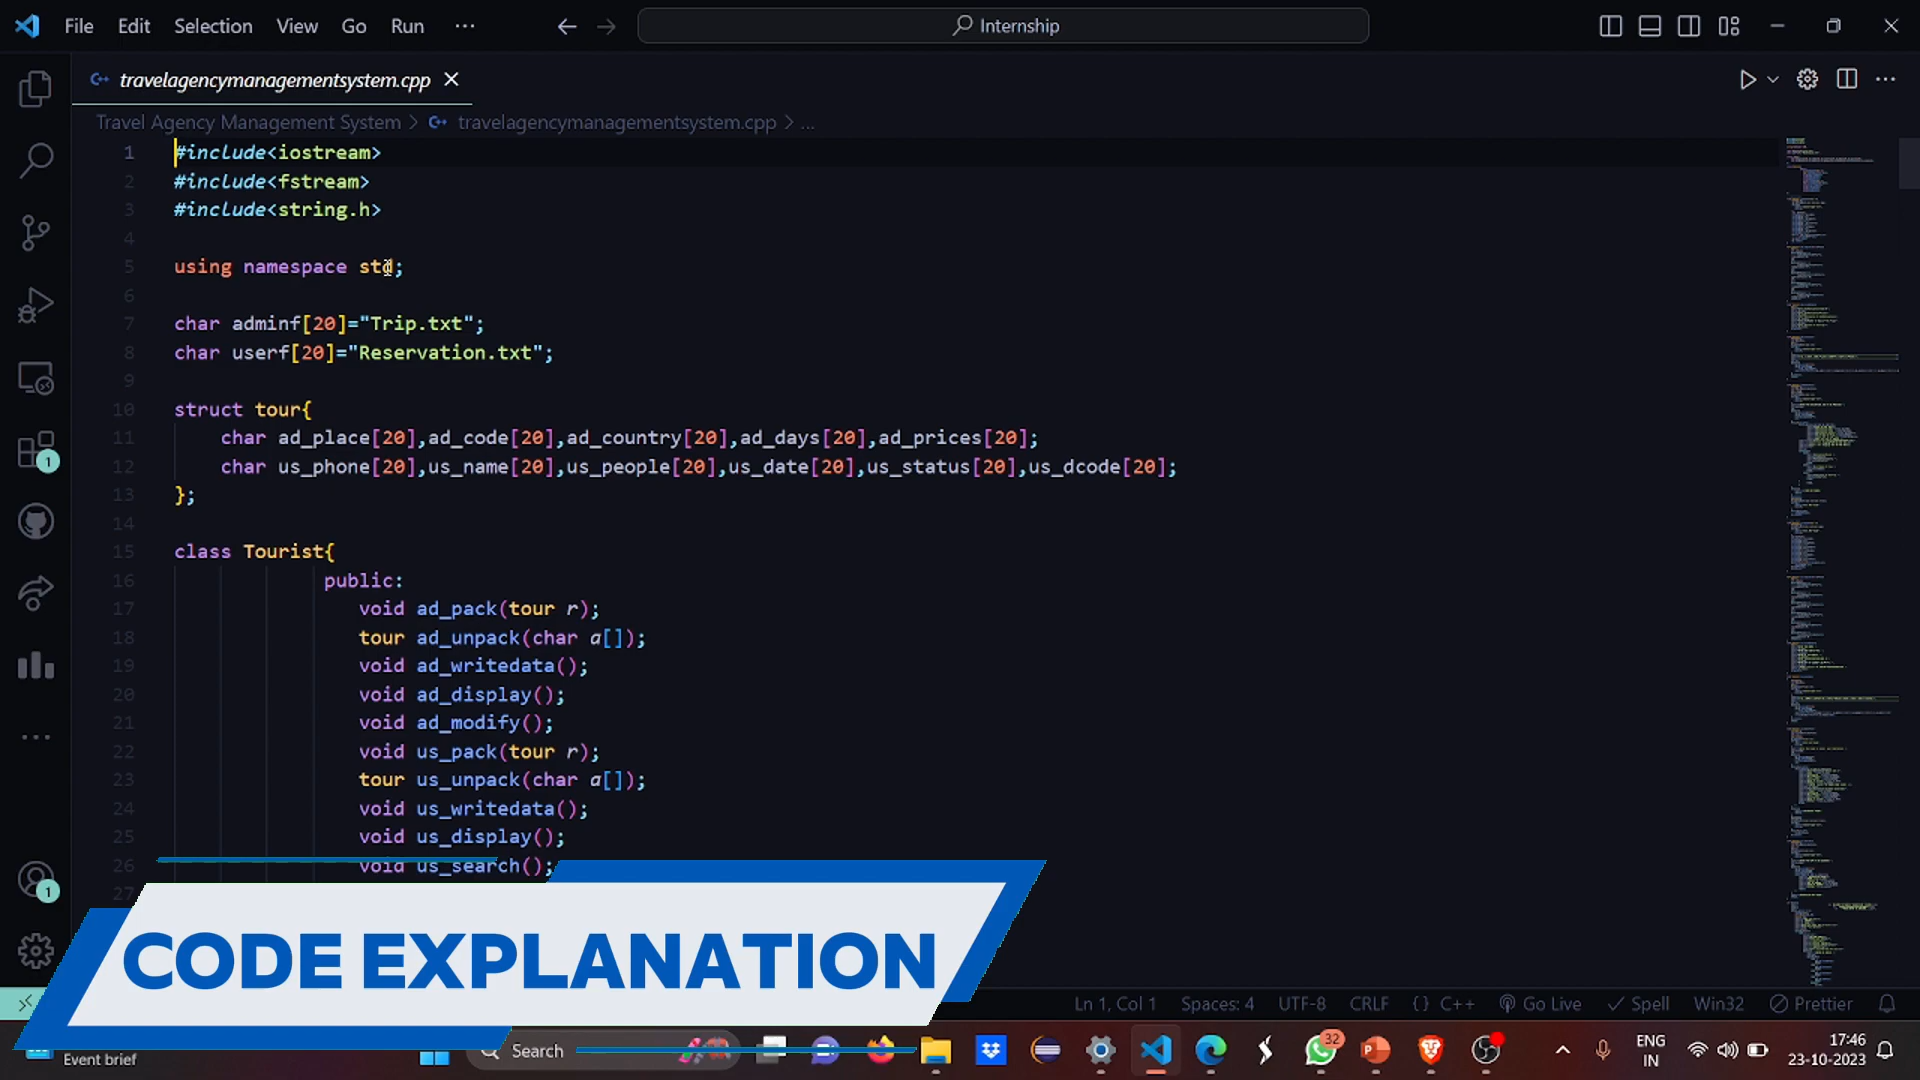 File Edit Selection View Go Run ... Internship
travelagencymanagementsystem.cpp
Travel Agency Management System > travelagencymanagementsystem.cpp > ...
1 #include<iostream>
2 #include<fstream>
3 #include<string.h>
4
5 using namespace std;
6
7 char adminf[20]="Trip.txt";
8 char userf[20]="Reservation.txt";
9
10 struct tour{
11 char ad_place[20],ad_code[20],ad_country[20],ad_days[20],ad_prices[20];
12 char us_phone[20],us_name[20],us_people[20],us_date[20],us_status[20],us_dcode[20];
13 };
14
15 class Tourist{
16 public:
17 void ad_pack(tour r);
18 tour ad_unpack(char a[]);
19 void ad_writedata();
20 void ad_display();
21 void ad_modify();
22 void us_pack(tour r);
23 tour us_unpack(char a[]);
24 void us_writedata();
25 void us_display();
26 void us_search();
27
1
1
CODE EXPLANATION
Ln 1, Col 1 Spaces: 4 UTF-8 CRLF {} C++ Go Live Spell Win32 Prettier
Event brief
Search
32
ENG
IN
17:46
23-10-2023